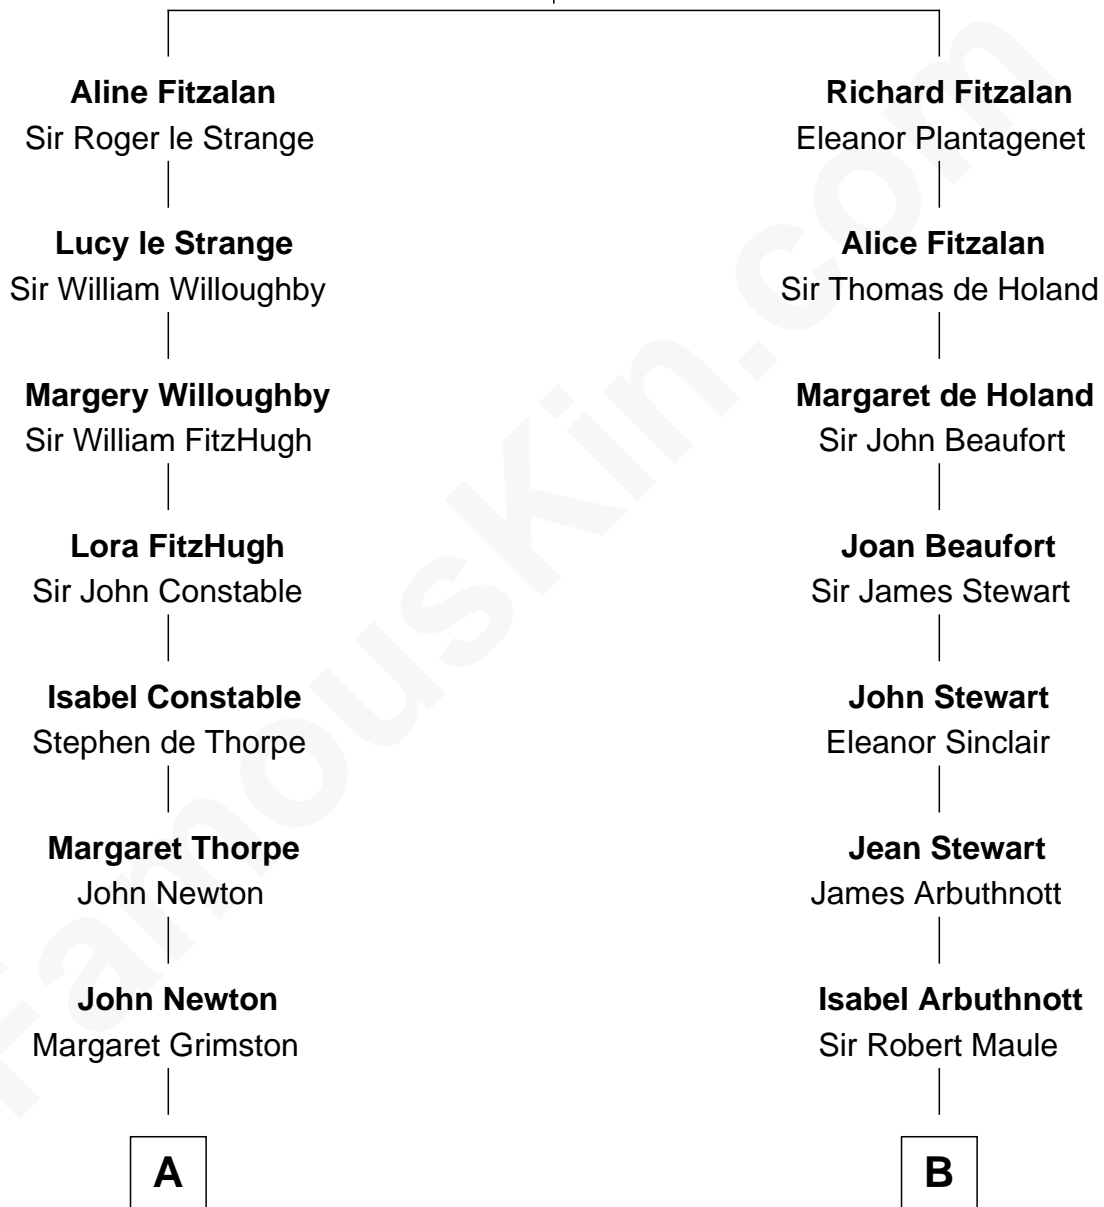 Aline Fitzalan
Sir Roger le Strange
Richard Fitzalan
Eleanor Plantagenet
Lucy le Strange
Sir William Willoughby
Alice Fitzalan
Sir Thomas de Holand
Margery Willoughby
Sir William FitzHugh
Margaret de Holand
Sir John Beaufort
Lora FitzHugh
Sir John Constable
Joan Beaufort
Sir James Stewart
Isabel Constable
Stephen de Thorpe
John Stewart
Eleanor Sinclair
Margaret Thorpe
John Newton
Jean Stewart
James Arbuthnott
John Newton
Margaret Grimston
Isabel Arbuthnott
Sir Robert Maule
A
B
FamousKin.com